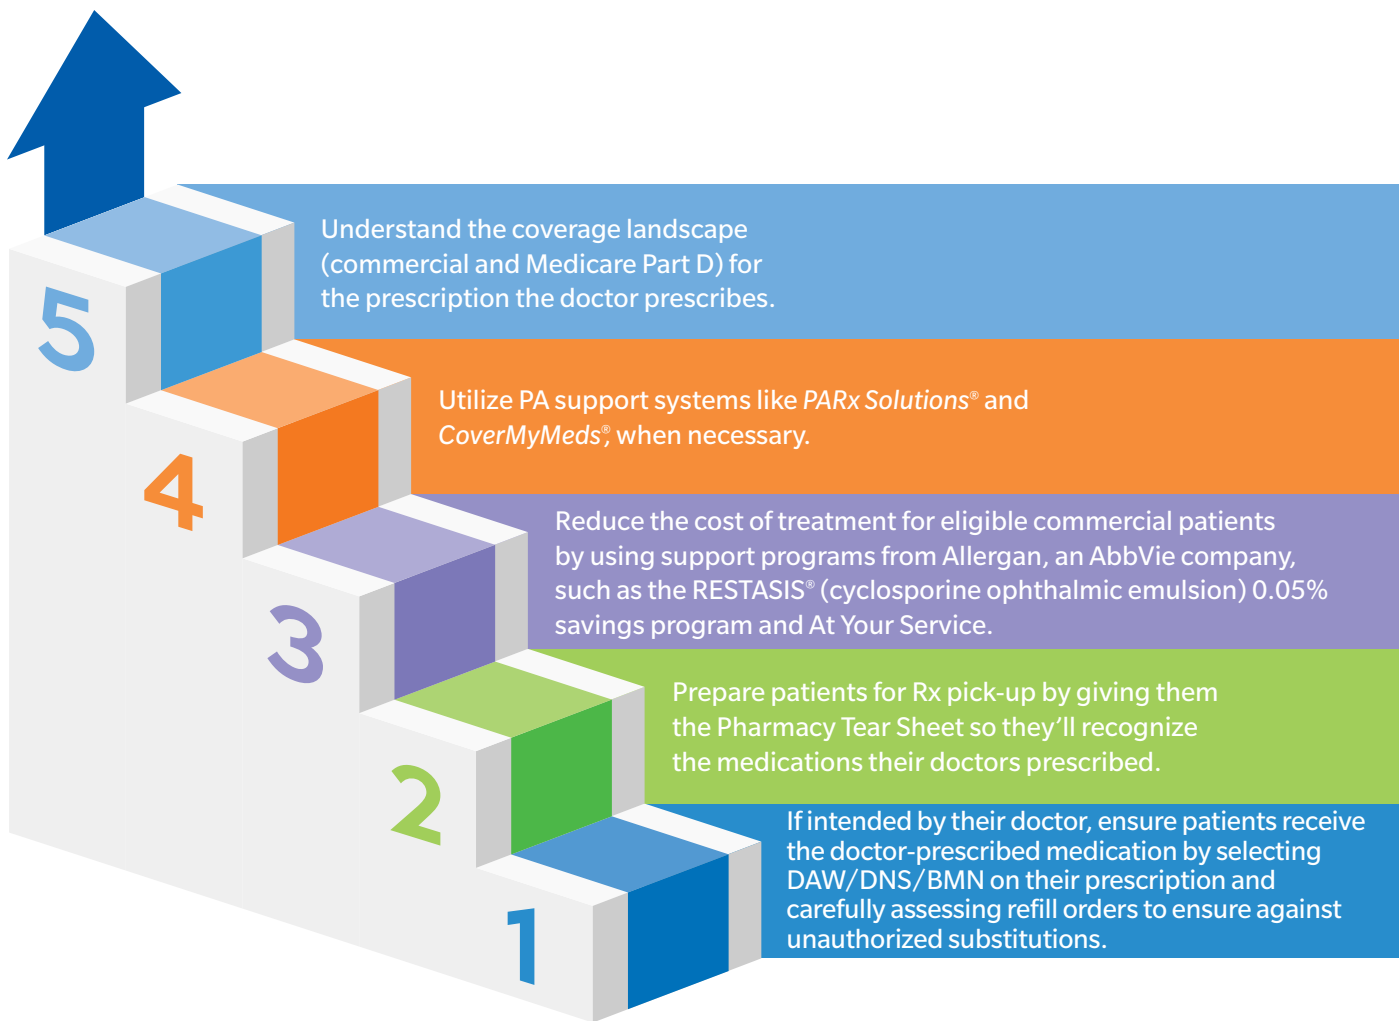 5
Understand the coverage landscape
(commercial and Medicare Part D) for
the prescription the doctor prescribes.
4
Utilize PA support systems like PARx Solutions® and
CoverMyMeds®, when necessary.
3
Reduce the cost of treatment for eligible commercial patients
by using support programs from Allergan, an AbbVie company,
such as the RESTASIS® (cyclosporine ophthalmic emulsion) 0.05%
savings program and At Your Service.
2
Prepare patients for Rx pick-up by giving them
the Pharmacy Tear Sheet so they’ll recognize
the medications their doctors prescribed.
1
If intended by their doctor, ensure patients receive
the doctor-prescribed medication by selecting
DAW/DNS/BMN on their prescription and
carefully assessing refill orders to ensure against
unauthorized substitutions.